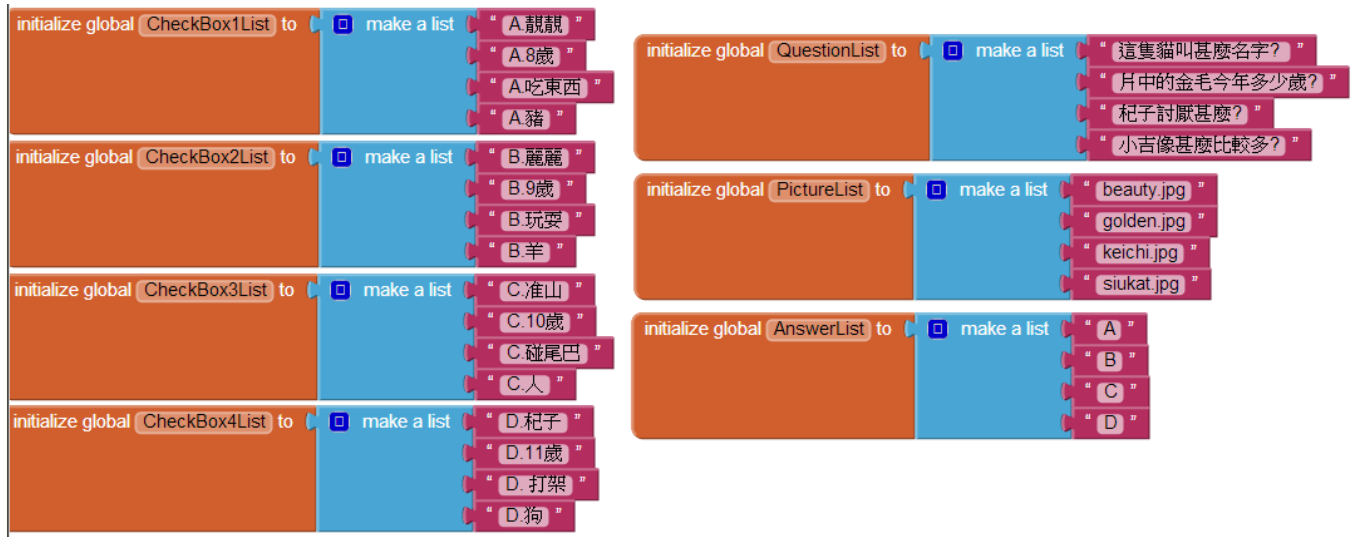 initialize global CheckBox1List to make a list " A.靚靚 "
" A.8歲 "
" A.吃東西 "
" A.豬 "
initialize global CheckBox2List to make a list " B.麗麗 "
" B.9歲 "
" B.玩耍 "
" B.羊 "
initialize global CheckBox3List to make a list " C.淮山 "
" C.10歲 "
" C.碰尾巴 "
" C.人 "
initialize global CheckBox4List to make a list " D.杞子 "
" D.11歲 "
" D. 打架 "
" D.狗 "
initialize global QuestionList to make a list " 這隻貓叫甚麼名字? "
" 片中的金毛今年多少歲? "
" 杞子討厭甚麼? "
" 小吉像甚麼比較多? "
initialize global PictureList to make a list " beauty.jpg "
" golden.jpg "
" keichi.jpg "
" siukat.jpg "
initialize global AnswerList to make a list " A "
" B "
" C "
" D "